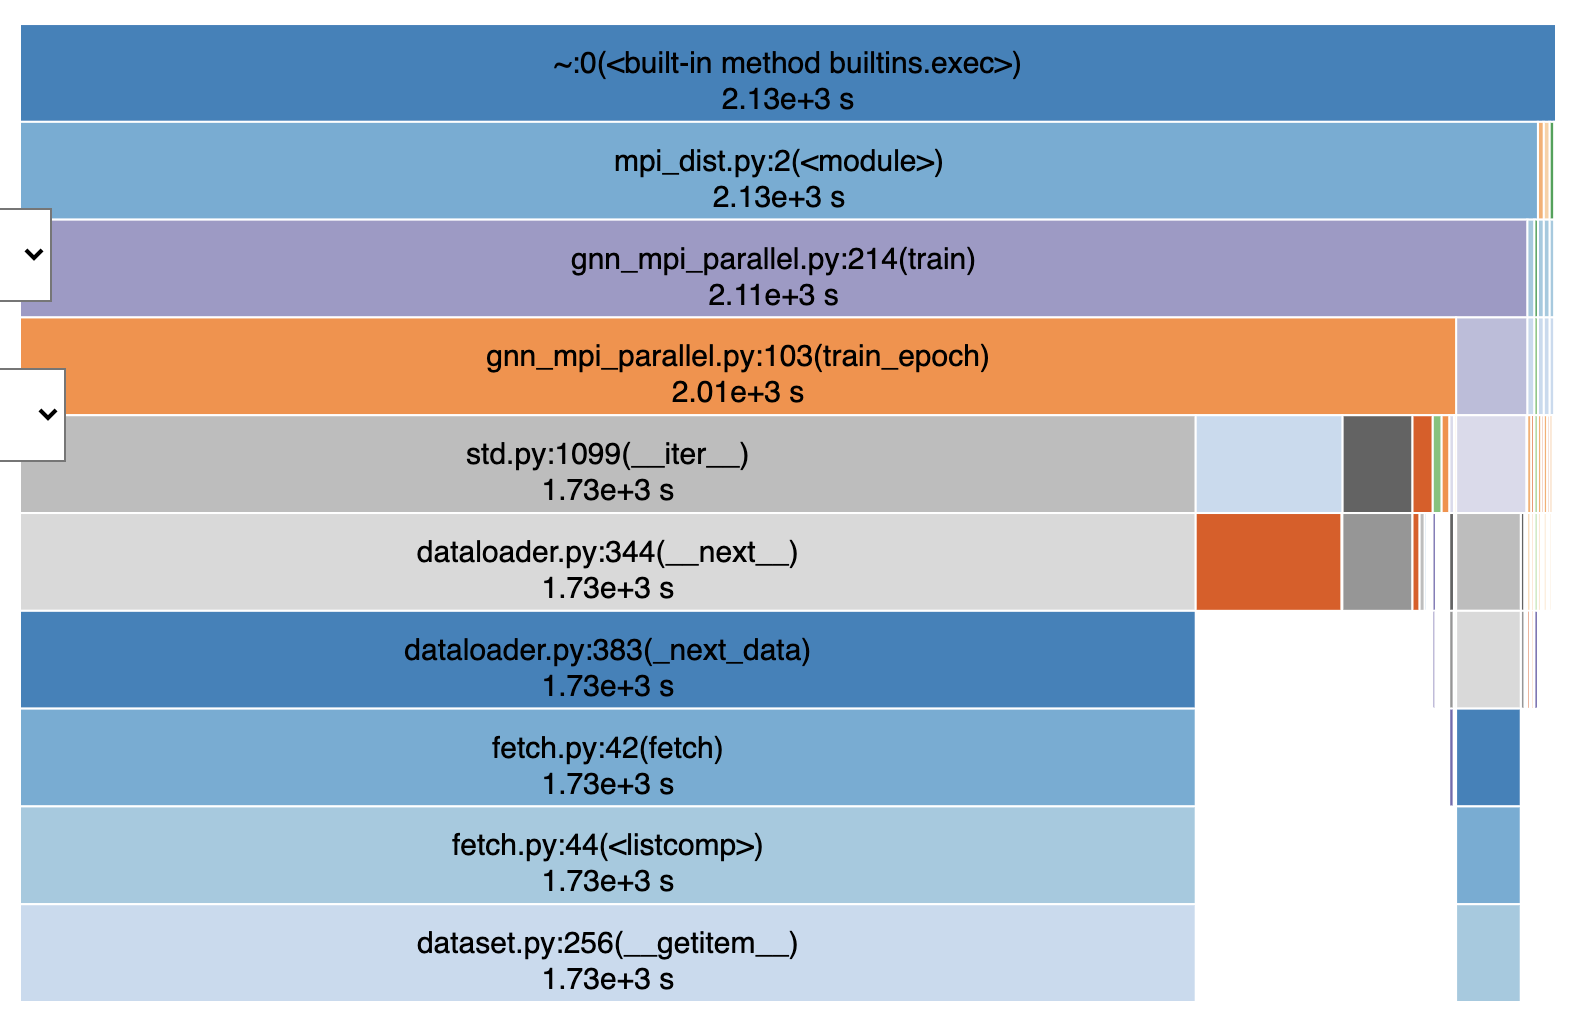 ~:0(<built-in method builtins.exec>)
2.13e+3 s
mpi_dist.py:2(<module>)
2.13e+3 s
gnn_mpi_parallel.py:214(train)
2.11e+3 s
gnn_mpi_parallel.py:103(train_epoch)
2.01e+3 s
std.py:1099(__iter__)
1.73e+3 s
dataloader.py:344(__next__)
1.73e+3 s
dataloader.py:383(_next_data)
1.73e+3 s
fetch.py:42(fetch)
1.73e+3 s
fetch.py:44(<listcomp>)
1.73e+3 s
dataset.py:256(__getitem__)
1.73e+3 s